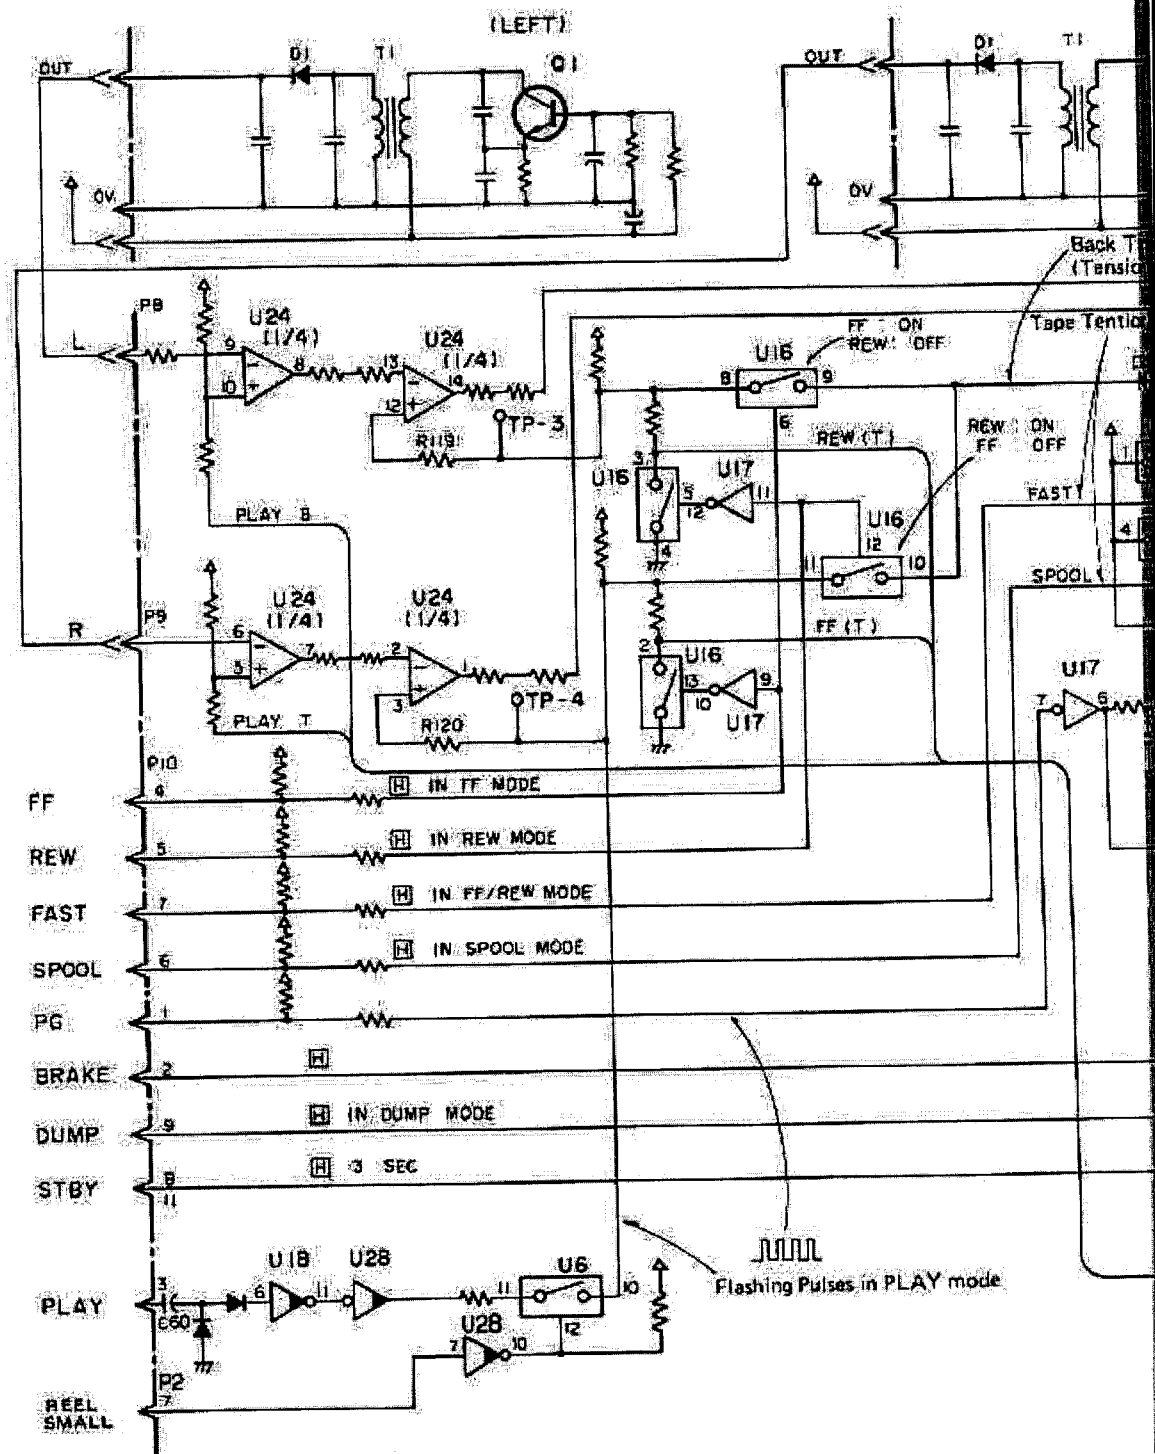 (LEFT)
OUT
D1
T1
Q1
OUT
D1
T1
0V
0V
Back T
(Tensio
P8
L
U24
(1/4)
9
8
10
13
U24
(1/4)
14
12
R119
TP-3
FF : ON
REW : OFF
Tape Tentio
U16
8
9
6
REW (T)
REW : ON
FF : OFF
U16
3
5
4
U17
12
11
FAST
1
U16
12
11
10
4
PLAY B
SPOOL
P9
R
U24
(1/4)
6
7
5
U24
(1/4)
2
1
3
R120
TP-4
FF (T)
2
U16
13
10
9
U17
U17
7
6
PLAY T
P10
FF
4
H IN FF MODE
REW
5
H IN REW MODE
FAST
7
H IN FF/REW MODE
SPOOL
6
H IN SPOOL MODE
PG
1
BRAKE
2
H
DUMP
9
H IN DUMP MODE
STBY
8
11
H 3 SEC
Flashing Pulses in PLAY mode
PLAY
3
C60
6
U18
11
U28
11
U6
10
12
U28
7
10
P2
7
REEL
SMALL